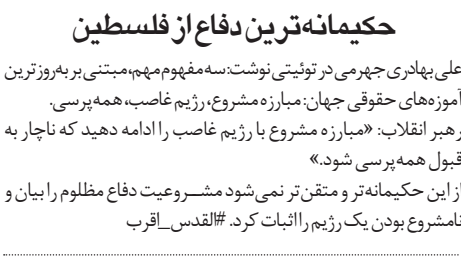 حکیمانه‌ترین دفاع از فلسطین
علی بهادری جهرمی در توئیتی نوشت: سه مفهوم مهم، مبتنی بر به‌روزترین
آموزه‌های حقوقی جهان: مبارزه مشروع، رژیم غاصب، همه‌پرسی.
رهبر انقلاب: «مبارزه مشروع با رژیم غاصب را ادامه دهید که ناچار به
قبول همه‌پرسی شود.»
از این حکیمانه‌تر و متقن‌تر نمی‌شود مشـــروعیت دفاع مظلوم را بیان و
نامشروع بودن یک رژیم را اثبات کرد. #القدس_اقرب